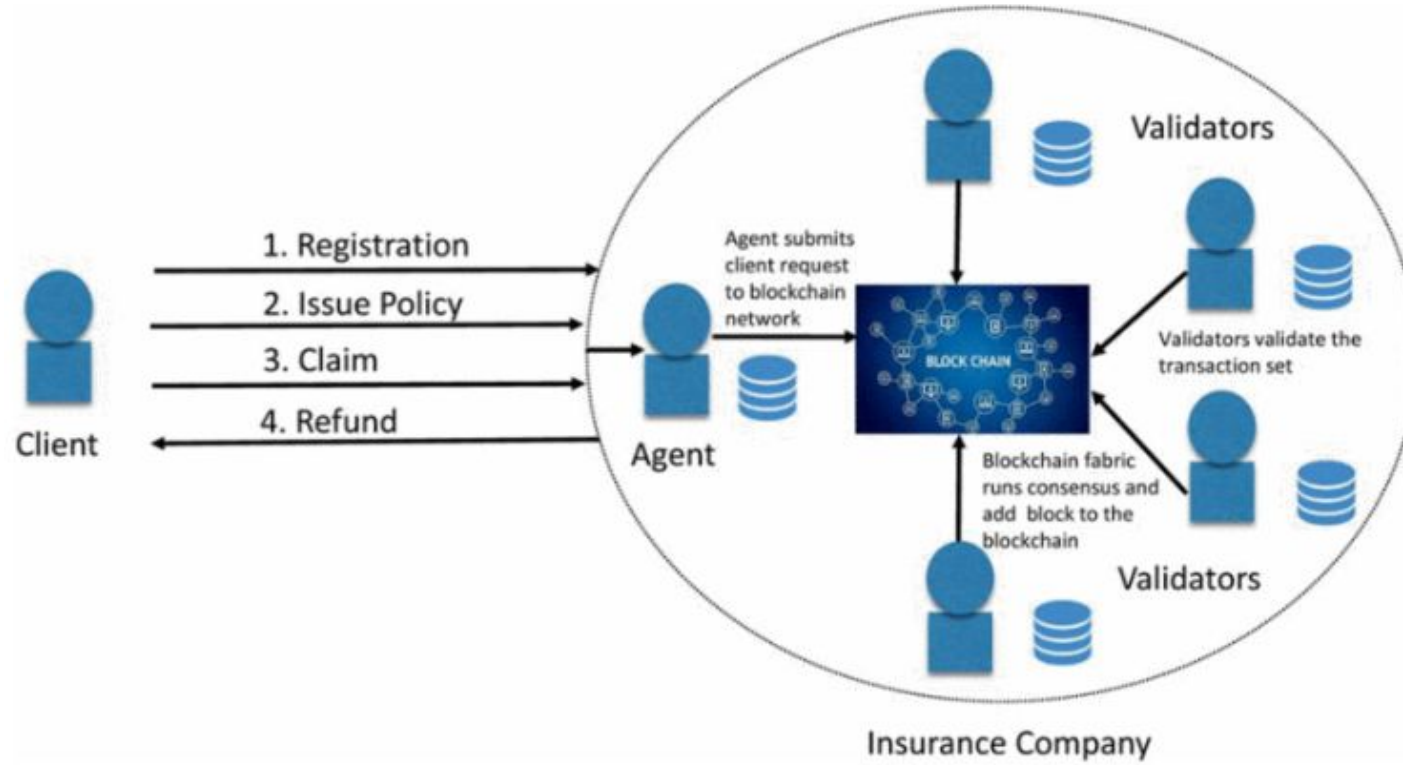 Validators
1. Registration
Agent submits
client request
to blockchain
network
2. Issue Policy
Validators validate the
transaction set
3. Claim
BLOCK CHAIN
4. Refund
Client
Agent
Blockchain fabric
runs consensus and
add block to the
blockchain
Validators
Insurance Company